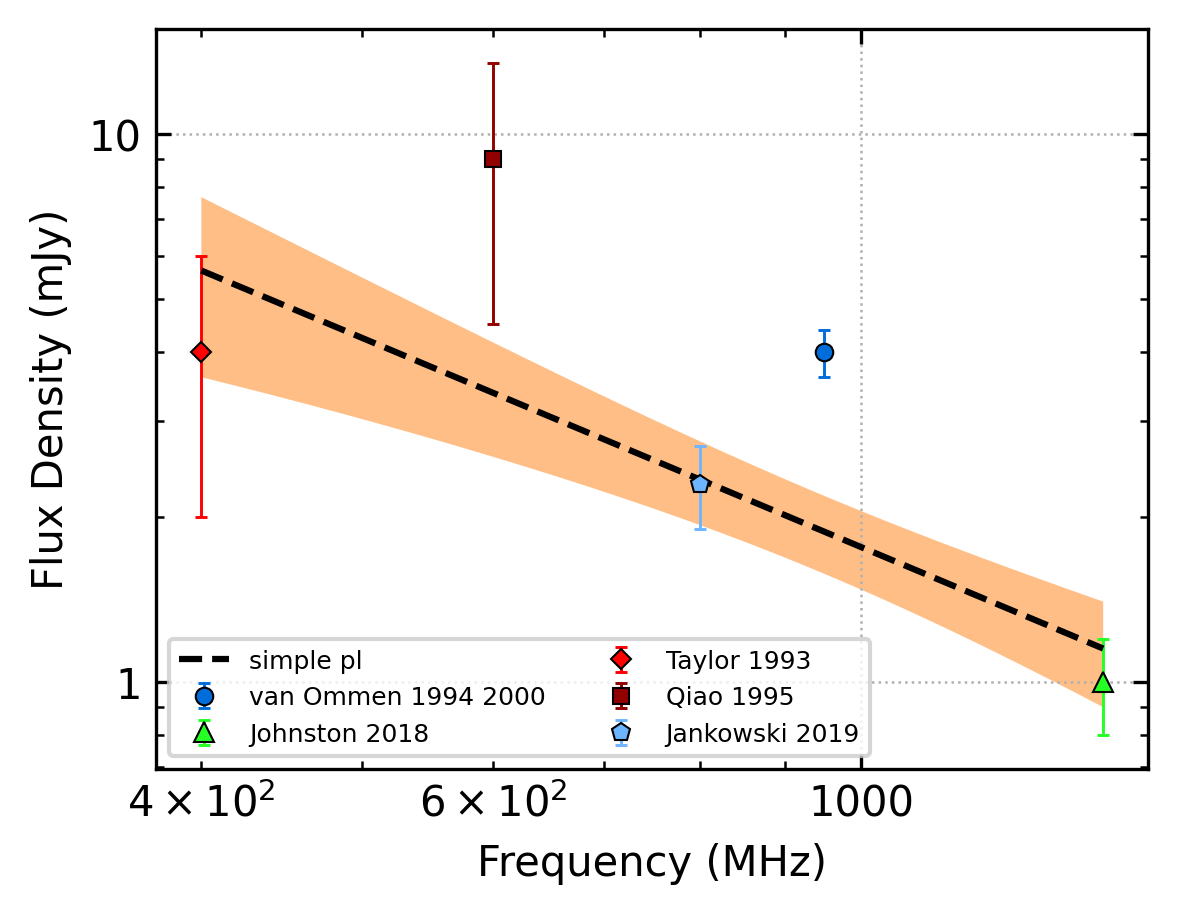 10
1
Flux Density (mJy)
simple pl
van Ommen 1994 2000
Johnston 2018
Taylor 1993
Qiao 1995
Jankowski 2019
4 × 10²
6 × 10²
1000
Frequency (MHz)